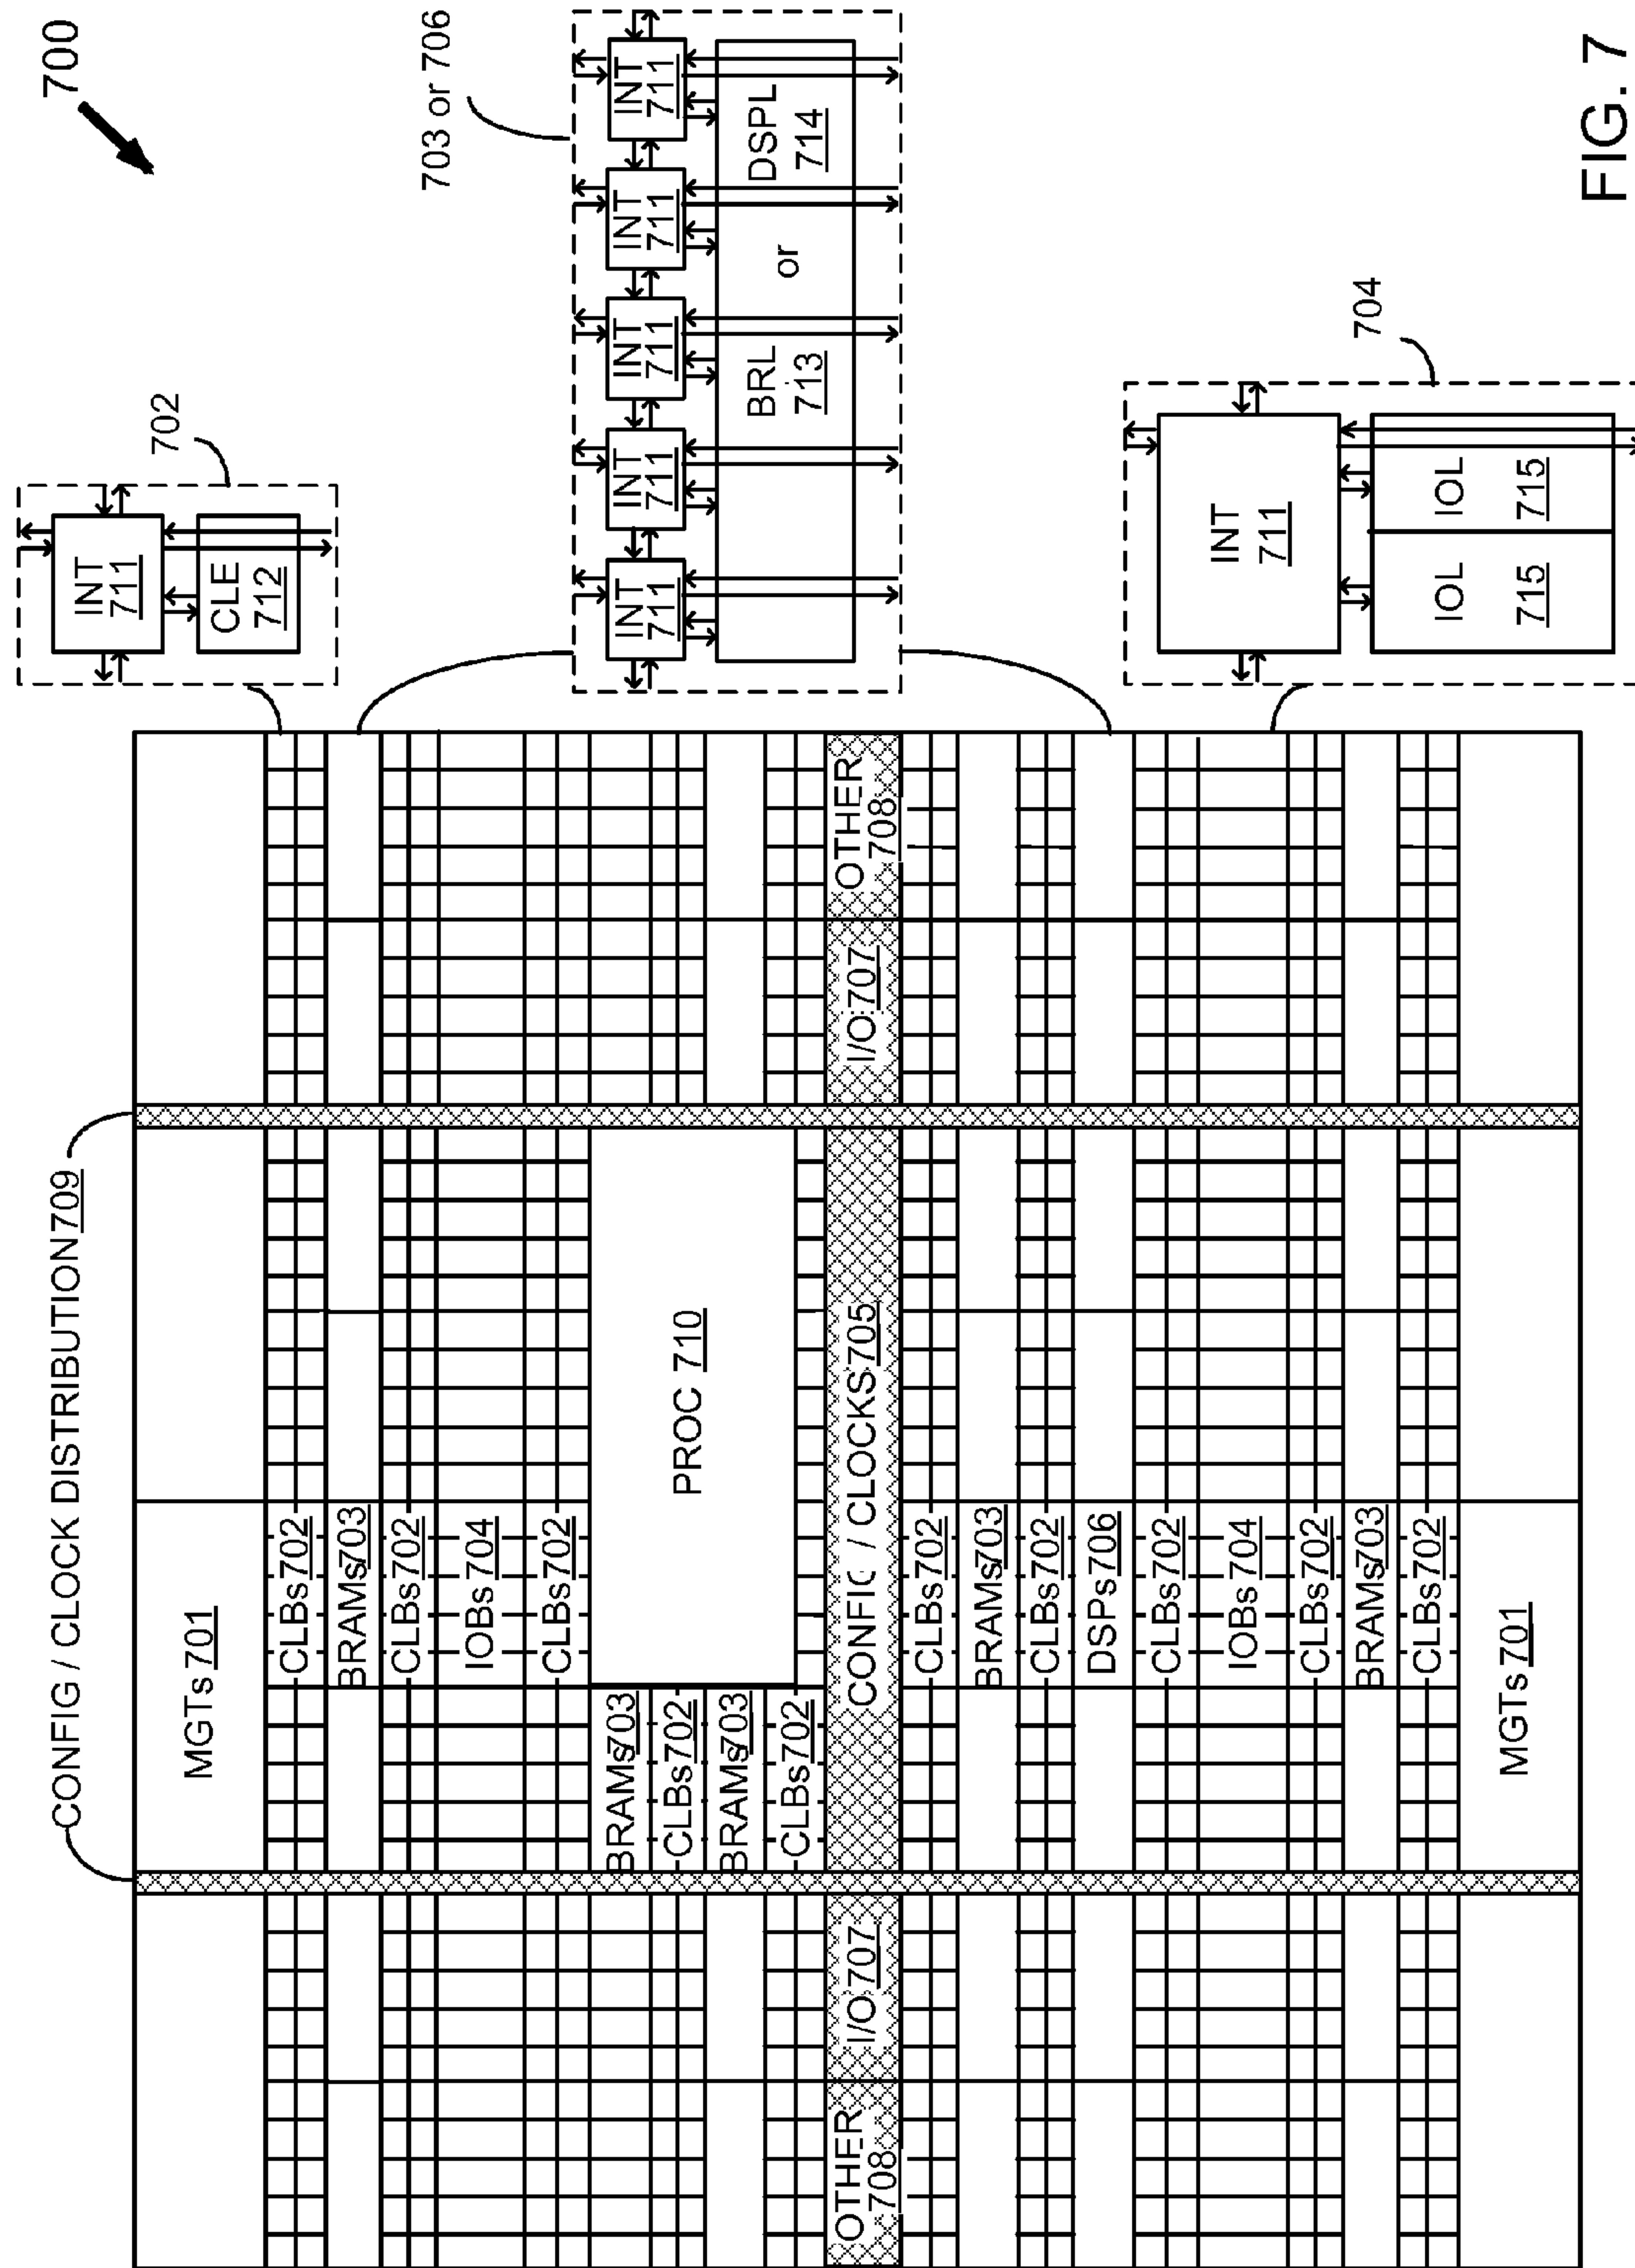 700
CONFIG / CLOCK DISTRIBUTION 709
MGTs 701
CLBs 702
BRAMs 703
CLBs 702
IOBs 704
CLBs 702
BRAMs 703
CLBs 702
BRAMs 703
CLBs 702
PROC 710
OTHER
708
I/O 707
CONFIG / CLOCKS 705
I/O 707
OTHER
708
CLBs 702
BRAMs 703
CLBs 702
DSPs 706
CLBs 702
IOBs 704
CLBs 702
BRAMs 703
CLBs 702
MGTs 701
702
INT
711
CLE
712
703 or 706
INT
711
INT
711
INT
711
INT
711
INT
711
BRL
713
or
DSPL
714
704
INT
711
IOL
715
IOL
715
FIG. 7